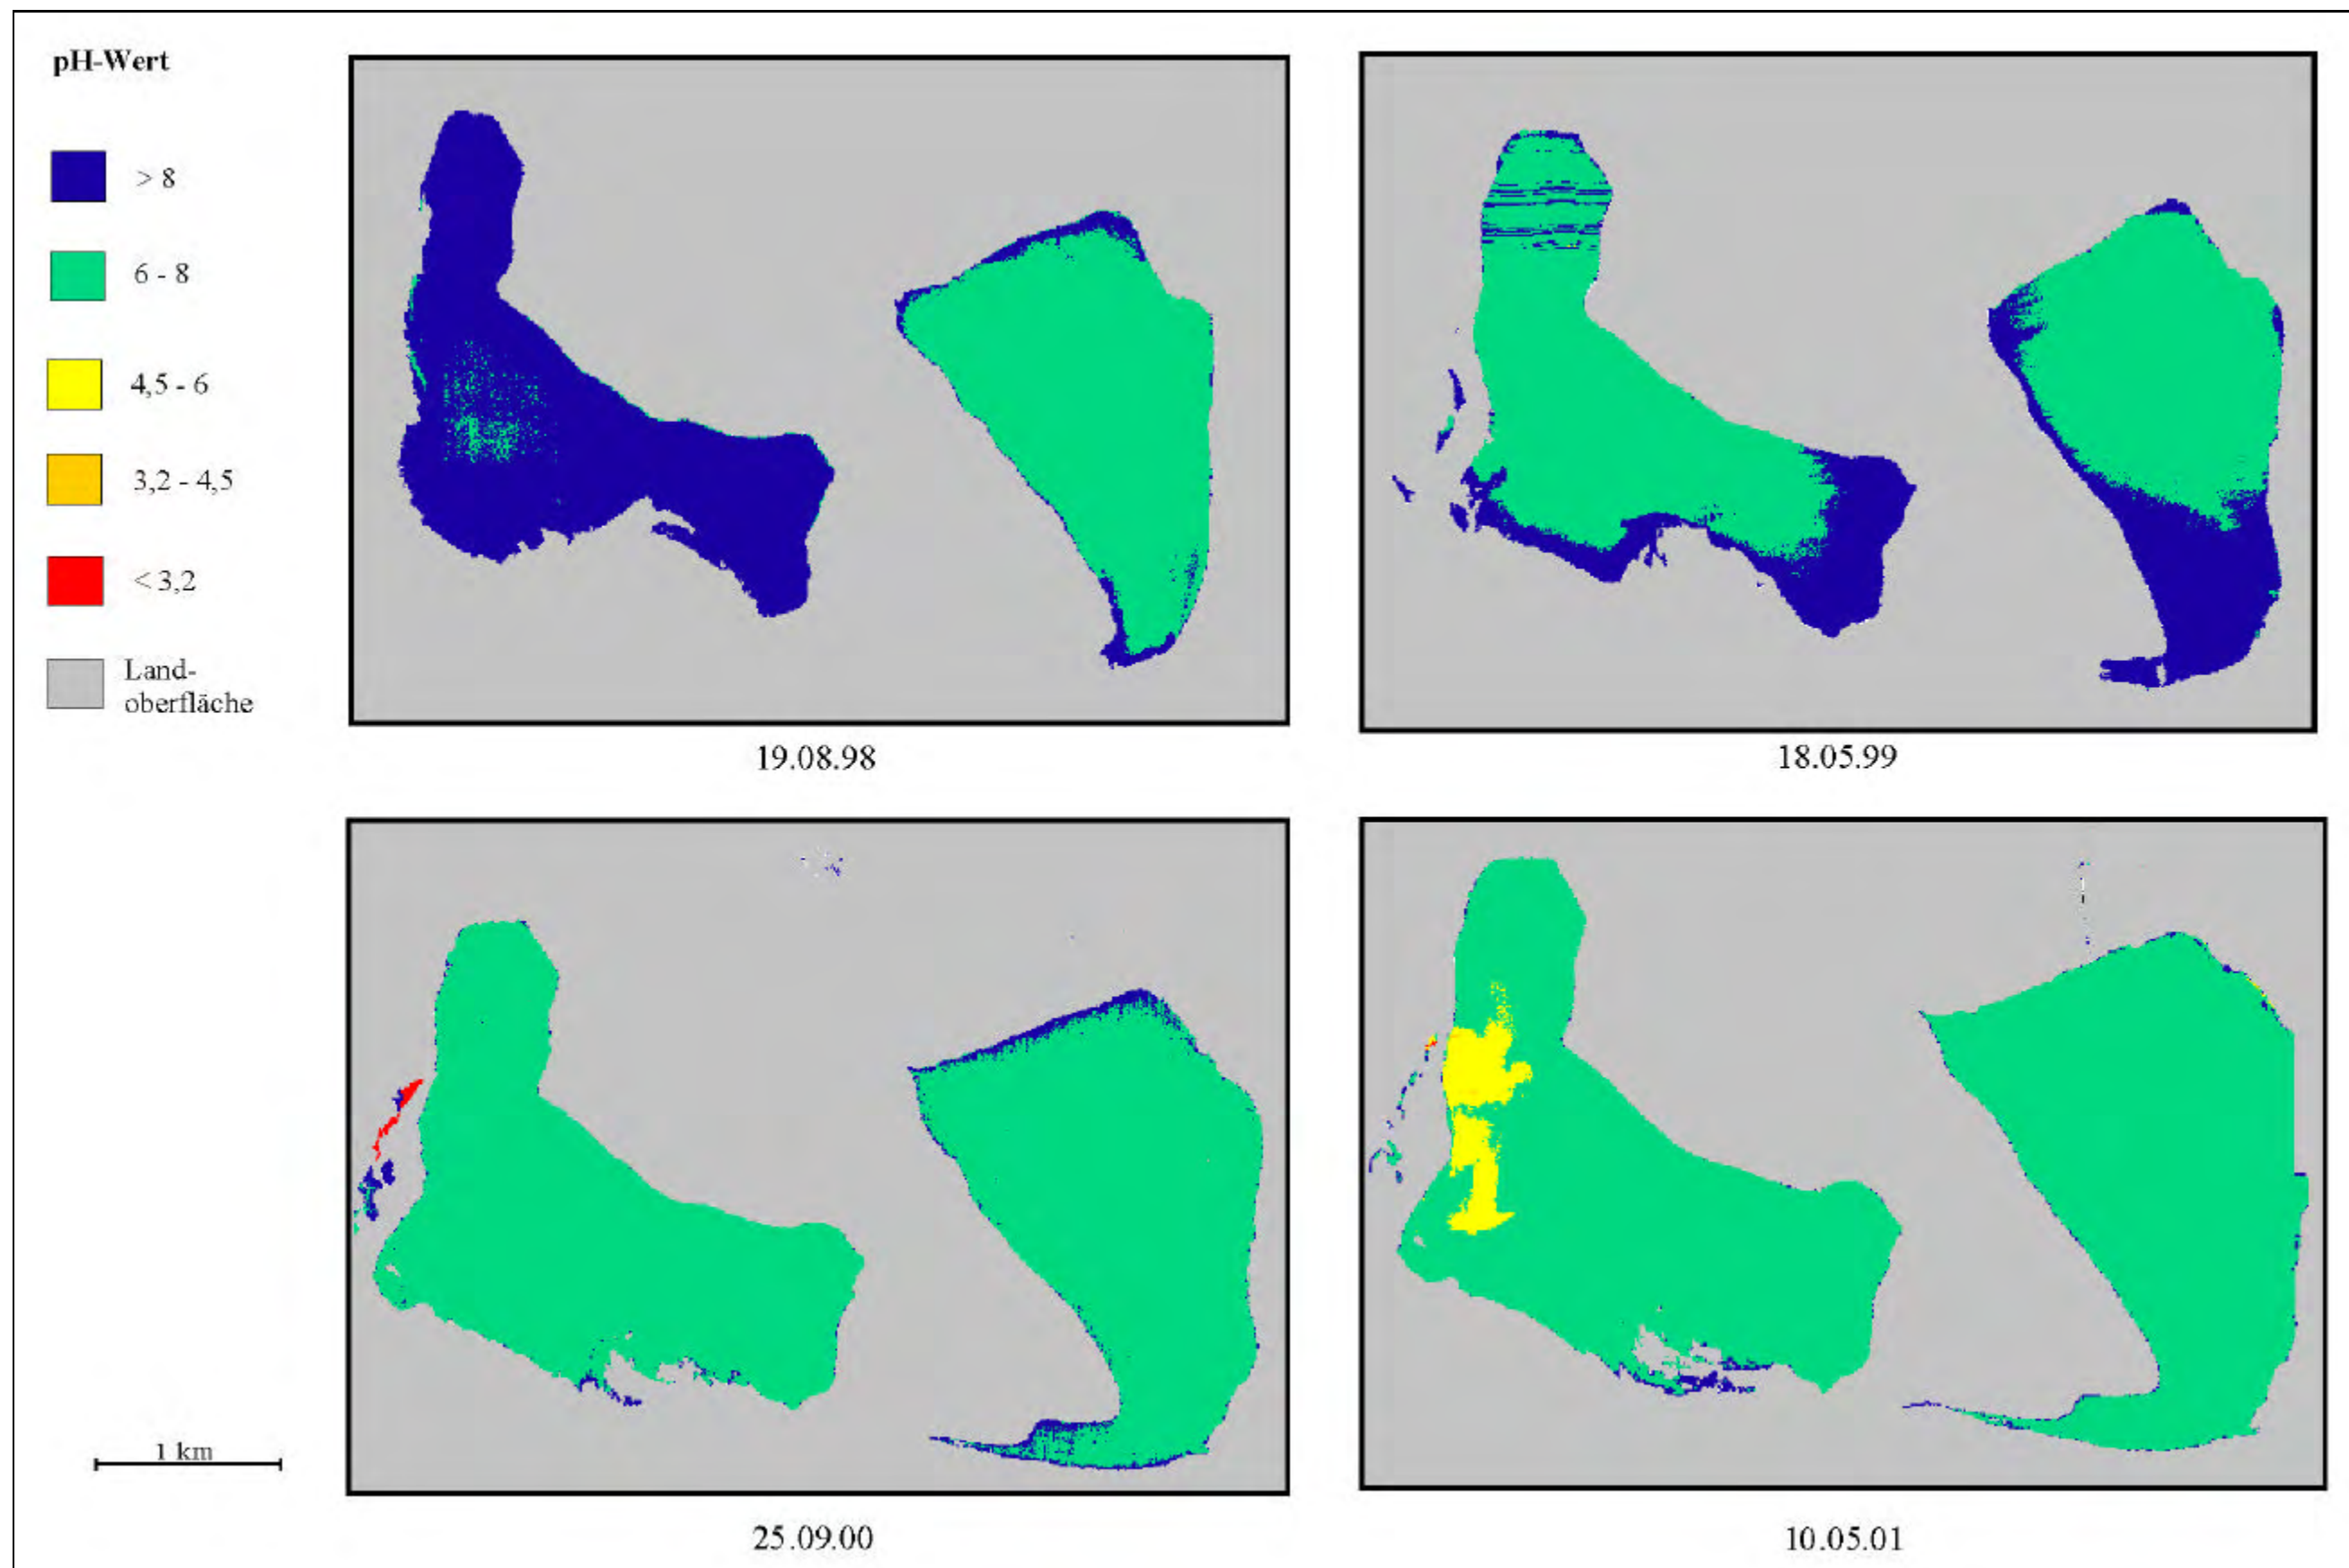 pH-Wert
> 8
6 - 8
4,5 - 6
3,2 - 4,5
< 3,2
Land-
oberfläche
19.08.98
18.05.99
1 km
25.09.00
10.05.01